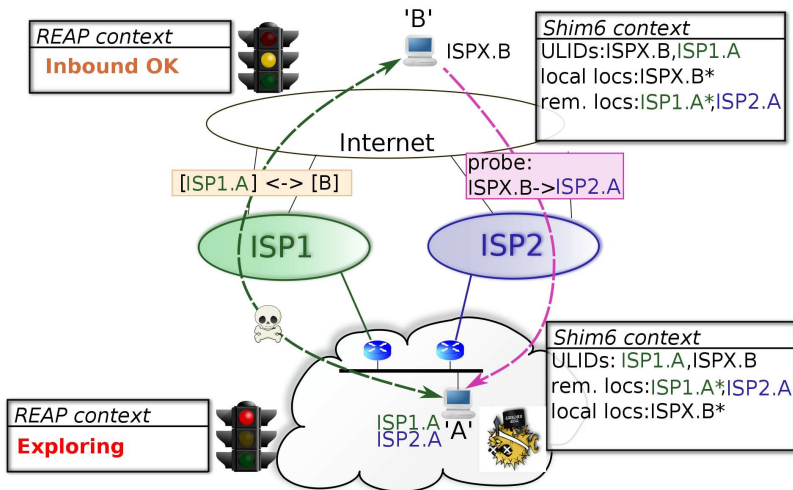 'B'
ISPX.B
REAP context
Inbound OK
Shim6 context
ULIDs:ISPX.B,ISP1.A
local locs:ISPX.B*
rem. locs:ISP1.A*,ISP2.A
Internet
[ISP1.A] <-> [B]
probe:
ISPX.B->ISP2.A
ISP1
ISP2
Shim6 context
ULIDs: ISP1.A,ISPX.B
rem. locs:ISP1.A*,ISP2.A
local locs:ISPX.B*
REAP context
Exploring
ISP1.A
ISP2.A
'A'